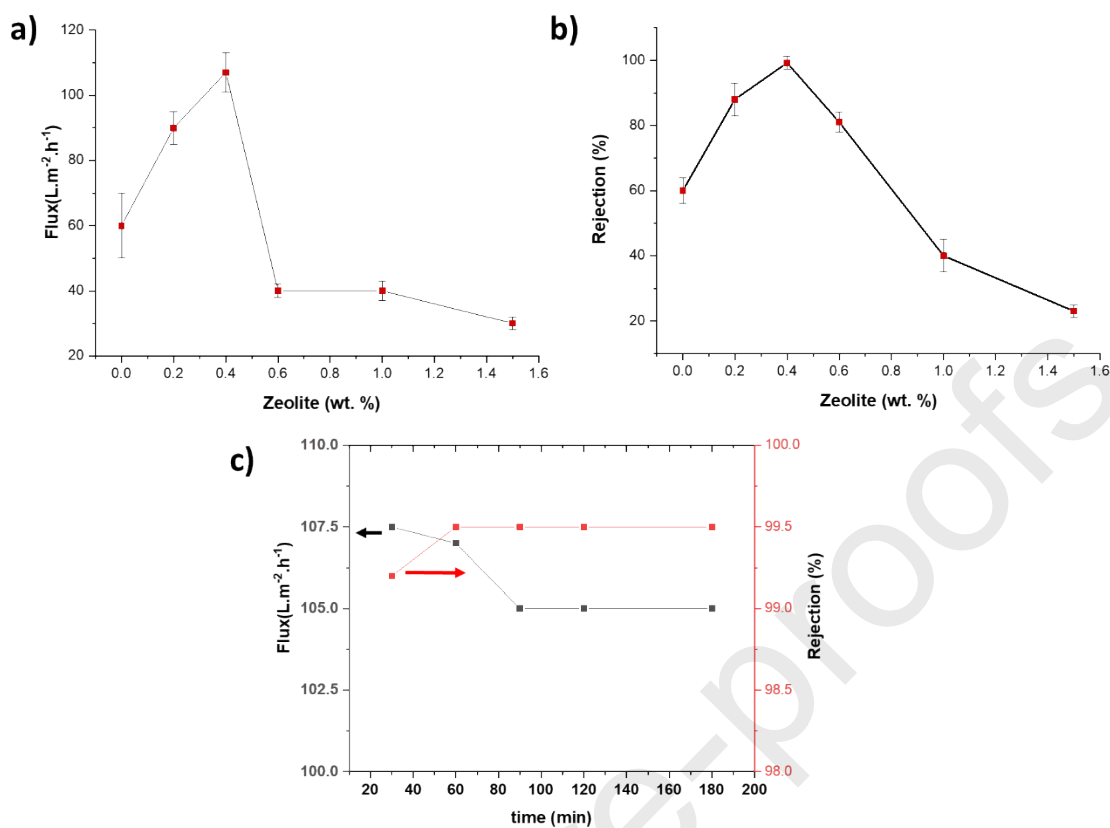 a)
Flux(L.m-2.h-1)
120
100
80
60
40
20
0.0 0.2 0.4 0.6 0.8 1.0 1.2 1.4 1.6
Zeolite (wt. %)
b)
Rejection (%)
100
80
60
40
20
0.0 0.2 0.4 0.6 0.8 1.0 1.2 1.4 1.6
Zeolite (wt. %)
c)
Flux(L.m-2.h-1)
110.0
107.5
105.0
102.5
100.0
20 40 60 80 100 120 140 160 180 200
time (min)
100.0
99.5
99.0
98.5
98.0
Rejection (%)
e-proofs